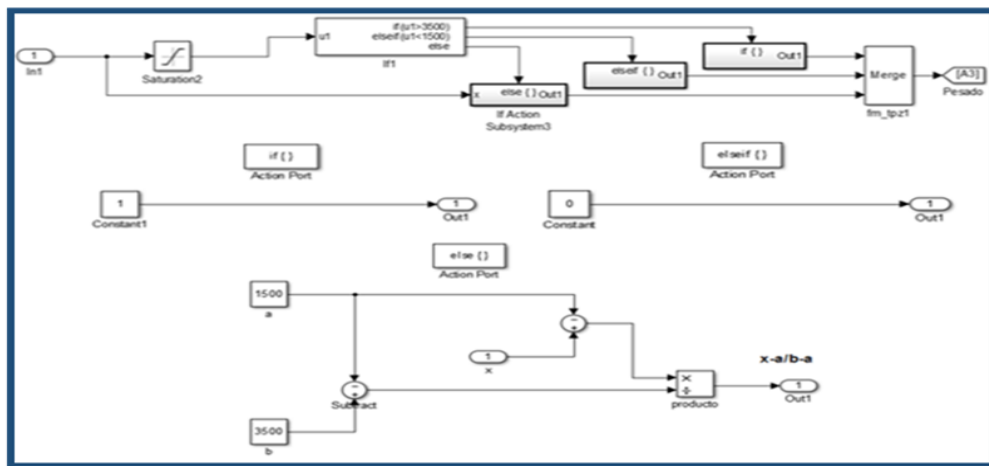 if(u1>3500)
u1 elseif(u1<1500)
else
1
In1
Saturation2
If1
if { }
Out1
elseif { }
Out1
x else { } Out1
If Action
Subsystem3
Merge
[A3]
Pesado
fm_tpz1
if { }
Action Port
elseif { }
Action Port
1
Constant1
1
Out1
0
Constant
1
Out1
else { }
Action Port
1500
a
−
+
1
x
x-a/b-a
−
+
Subtract
×
÷
producto
1
Out1
3500
b